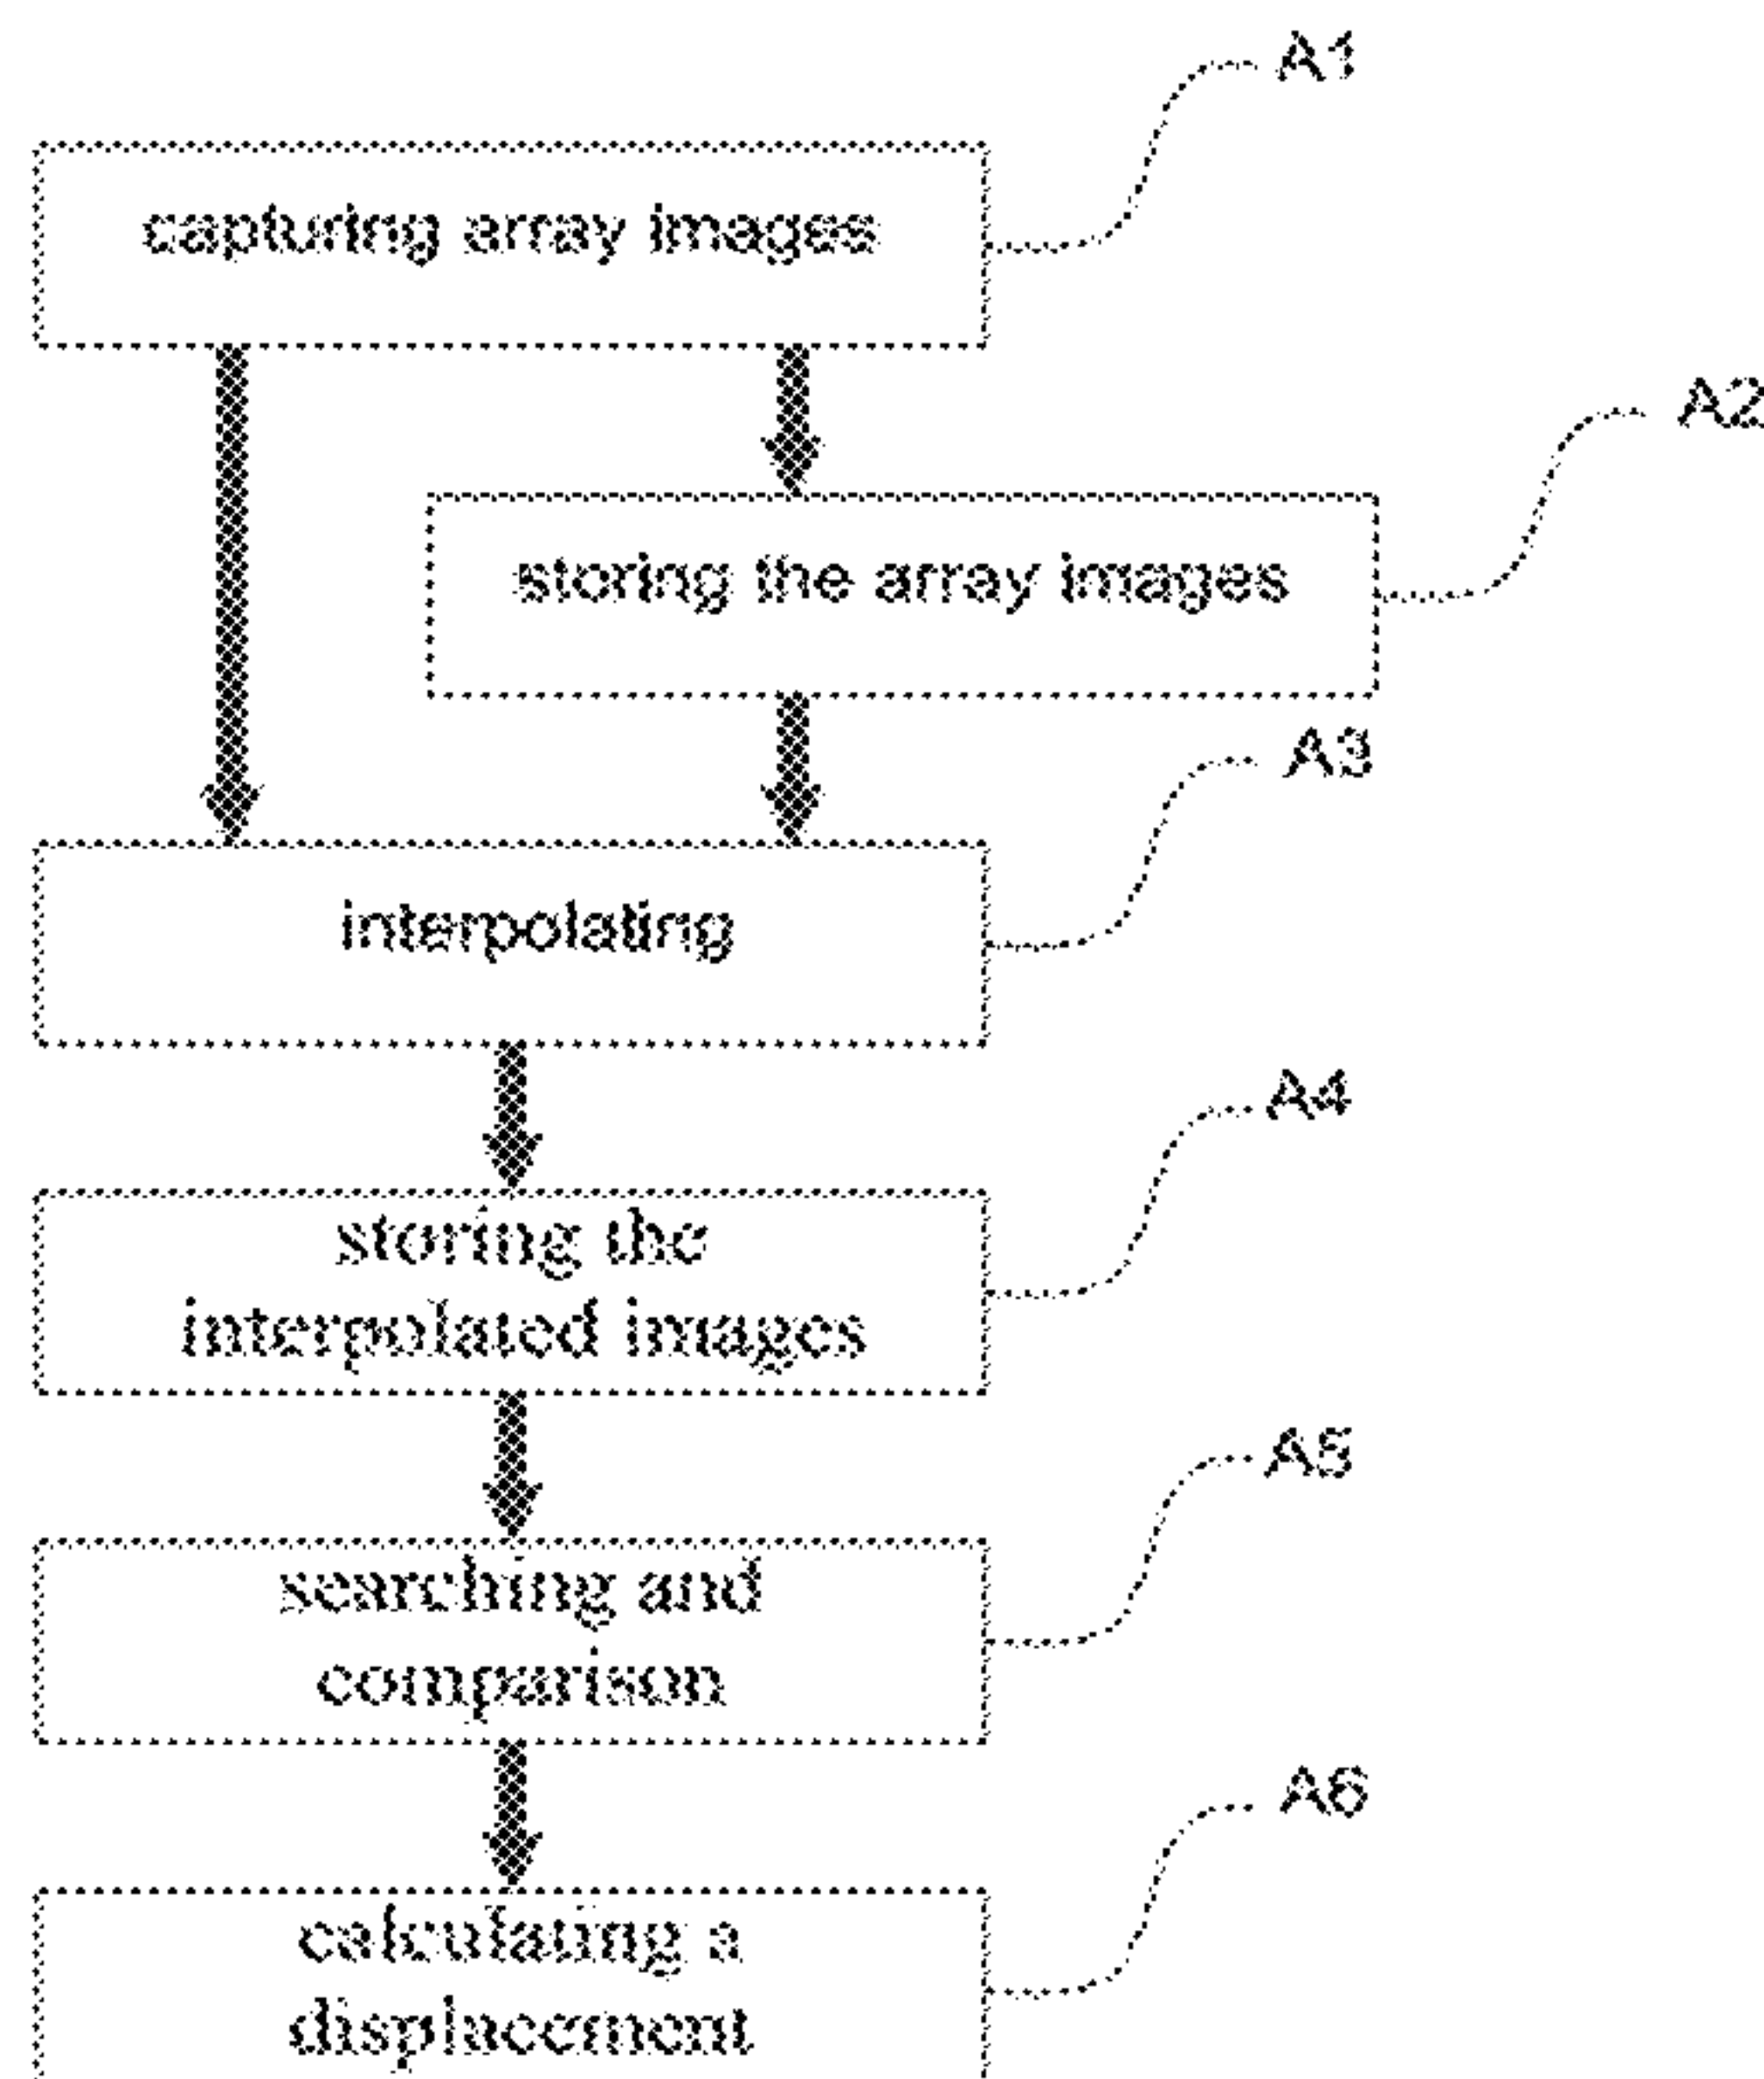 A1
capturing array images
A2
storing the array images
A3
interpolating
A4
storing the
interpolated images
A5
searching and
comparison
A6
calculating a
displacement